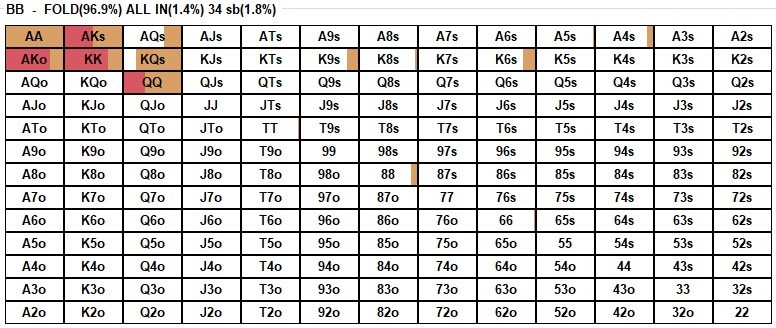 BB - FOLD(96.9%) ALL IN(1.4%) 34 sb(1.8%)
AA AKs AQs AJs ATs A9s A8s A7s A6s A5s A4s A3s A2s
AKo KK KQs KJs KTs K9s K8s K7s K6s K5s K4s K3s K2s
AQo KQo QQ QJs QTs Q9s Q8s Q7s Q6s Q5s Q4s Q3s Q2s
AJo KJo QJo JJ JTs J9s J8s J7s J6s J5s J4s J3s J2s
ATo KTo QTo JTo TT T9s T8s T7s T6s T5s T4s T3s T2s
A9o K9o Q9o J9o T9o 99 98s 97s 96s 95s 94s 93s 92s
A8o K8o Q8o J8o T8o 98o 88 87s 86s 85s 84s 83s 82s
A7o K7o Q7o J7o T7o 97o 87o 77 76s 75s 74s 73s 72s
A6o K6o Q6o J6o T6o 96o 86o 76o 66 65s 64s 63s 62s
A5o K5o Q5o J5o T5o 95o 85o 75o 65o 55 54s 53s 52s
A4o K4o Q4o J4o T4o 94o 84o 74o 64o 54o 44 43s 42s
A3o K3o Q3o J3o T3o 93o 83o 73o 63o 53o 43o 33 32s
A2o K2o Q2o J2o T2o 92o 82o 72o 62o 52o 42o 32o 22